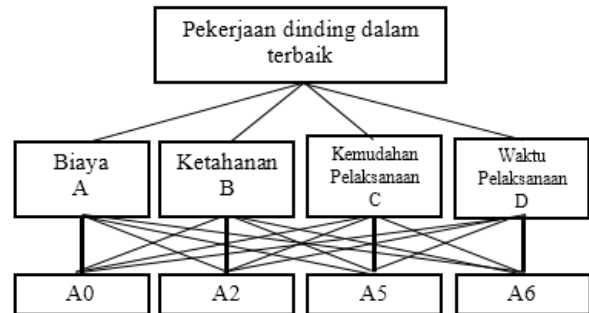 Pekerjaan dinding dalam
terbaik
Biaya
A
Ketahanan
B
Kemudahan
Pelaksanaan
C
Waktu
Pelaksanaan
D
A0
A2
A5
A6